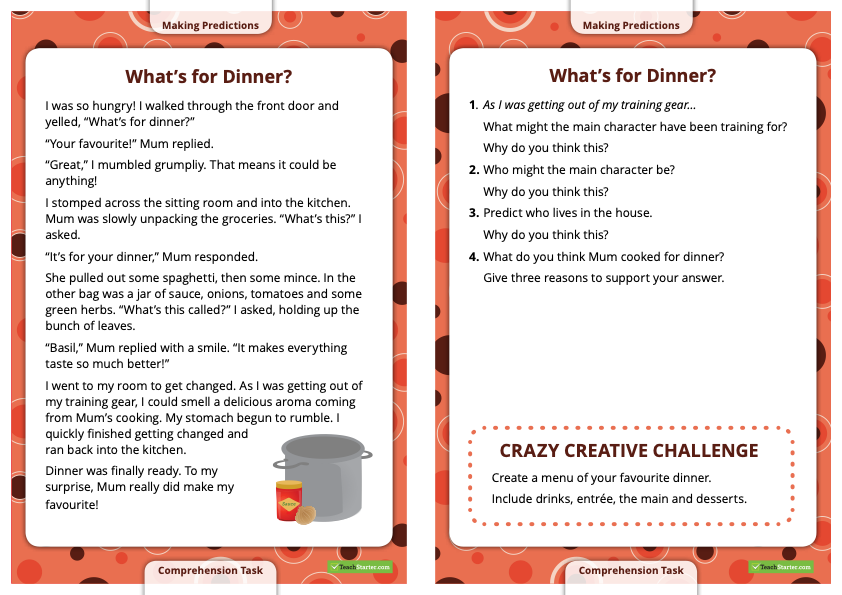 Making Predictions
What's for Dinner?
I was so hungry! I walked through the front door and
yelled, “What's for dinner?”
“Your favourite!” Mum replied.
“Great,” I mumbled grumpliy. That means it could be
anything!
I stomped across the sitting room and into the kitchen.
Mum was slowly unpacking the groceries. “What's this?” I
asked.
“It's for your dinner,” Mum responded.
She pulled out some spaghetti, then some mince. In the
other bag was a jar of sauce, onions, tomatoes and some
green herbs. “What's this called?” I asked, holding up the
bunch of leaves.
“Basil,” Mum replied with a smile. “It makes everything
taste so much better!”
I went to my room to get changed. As I was getting out of
my training gear, I could smell a delicious aroma coming
from Mum's cooking. My stomach begun to rumble. I
quickly finished getting changed and
ran back into the kitchen.
Dinner was finally ready. To my
surprise, Mum really did make my
favourite!
Comprehension Task
TeachStarter.com
Making Predictions
What's for Dinner?
1. As I was getting out of my training gear...
What might the main character have been training for?
Why do you think this?
2. Who might the main character be?
Why do you think this?
3. Predict who lives in the house.
Why do you think this?
4. What do you think Mum cooked for dinner?
Give three reasons to support your answer.
CRAZY CREATIVE CHALLENGE
Create a menu of your favourite dinner.
Include drinks, entrée, the main and desserts.
Comprehension Task
TeachStarter.com